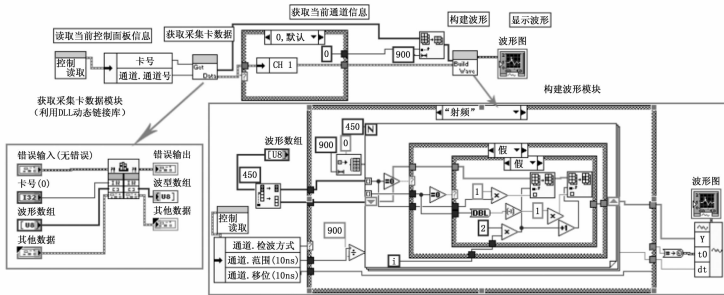 获取当前通道信息
读取当前控制面板信息
获取采集卡数据
构建波形
显示波形
0,默认
波形图
控制
读取
卡号
通道.通道号
Get
Data
CH 1
0
900
Build
Wave
获取采集卡数据模块
(利用DLL动态链接库)
构建波形模块
"射频"
450
N
波形数组
U8
900
0
假
假
450
错误输入(无错误)
错误输出
卡号(0)
波型数组
I32
U8
波形数组
其他数据
U8
其他数据
1
DBL
1
2
波形图
控制
读取
900
通道.检波方式
通道.范围(10ns)
通道.移位(10ns)
i
Y
t0
dt